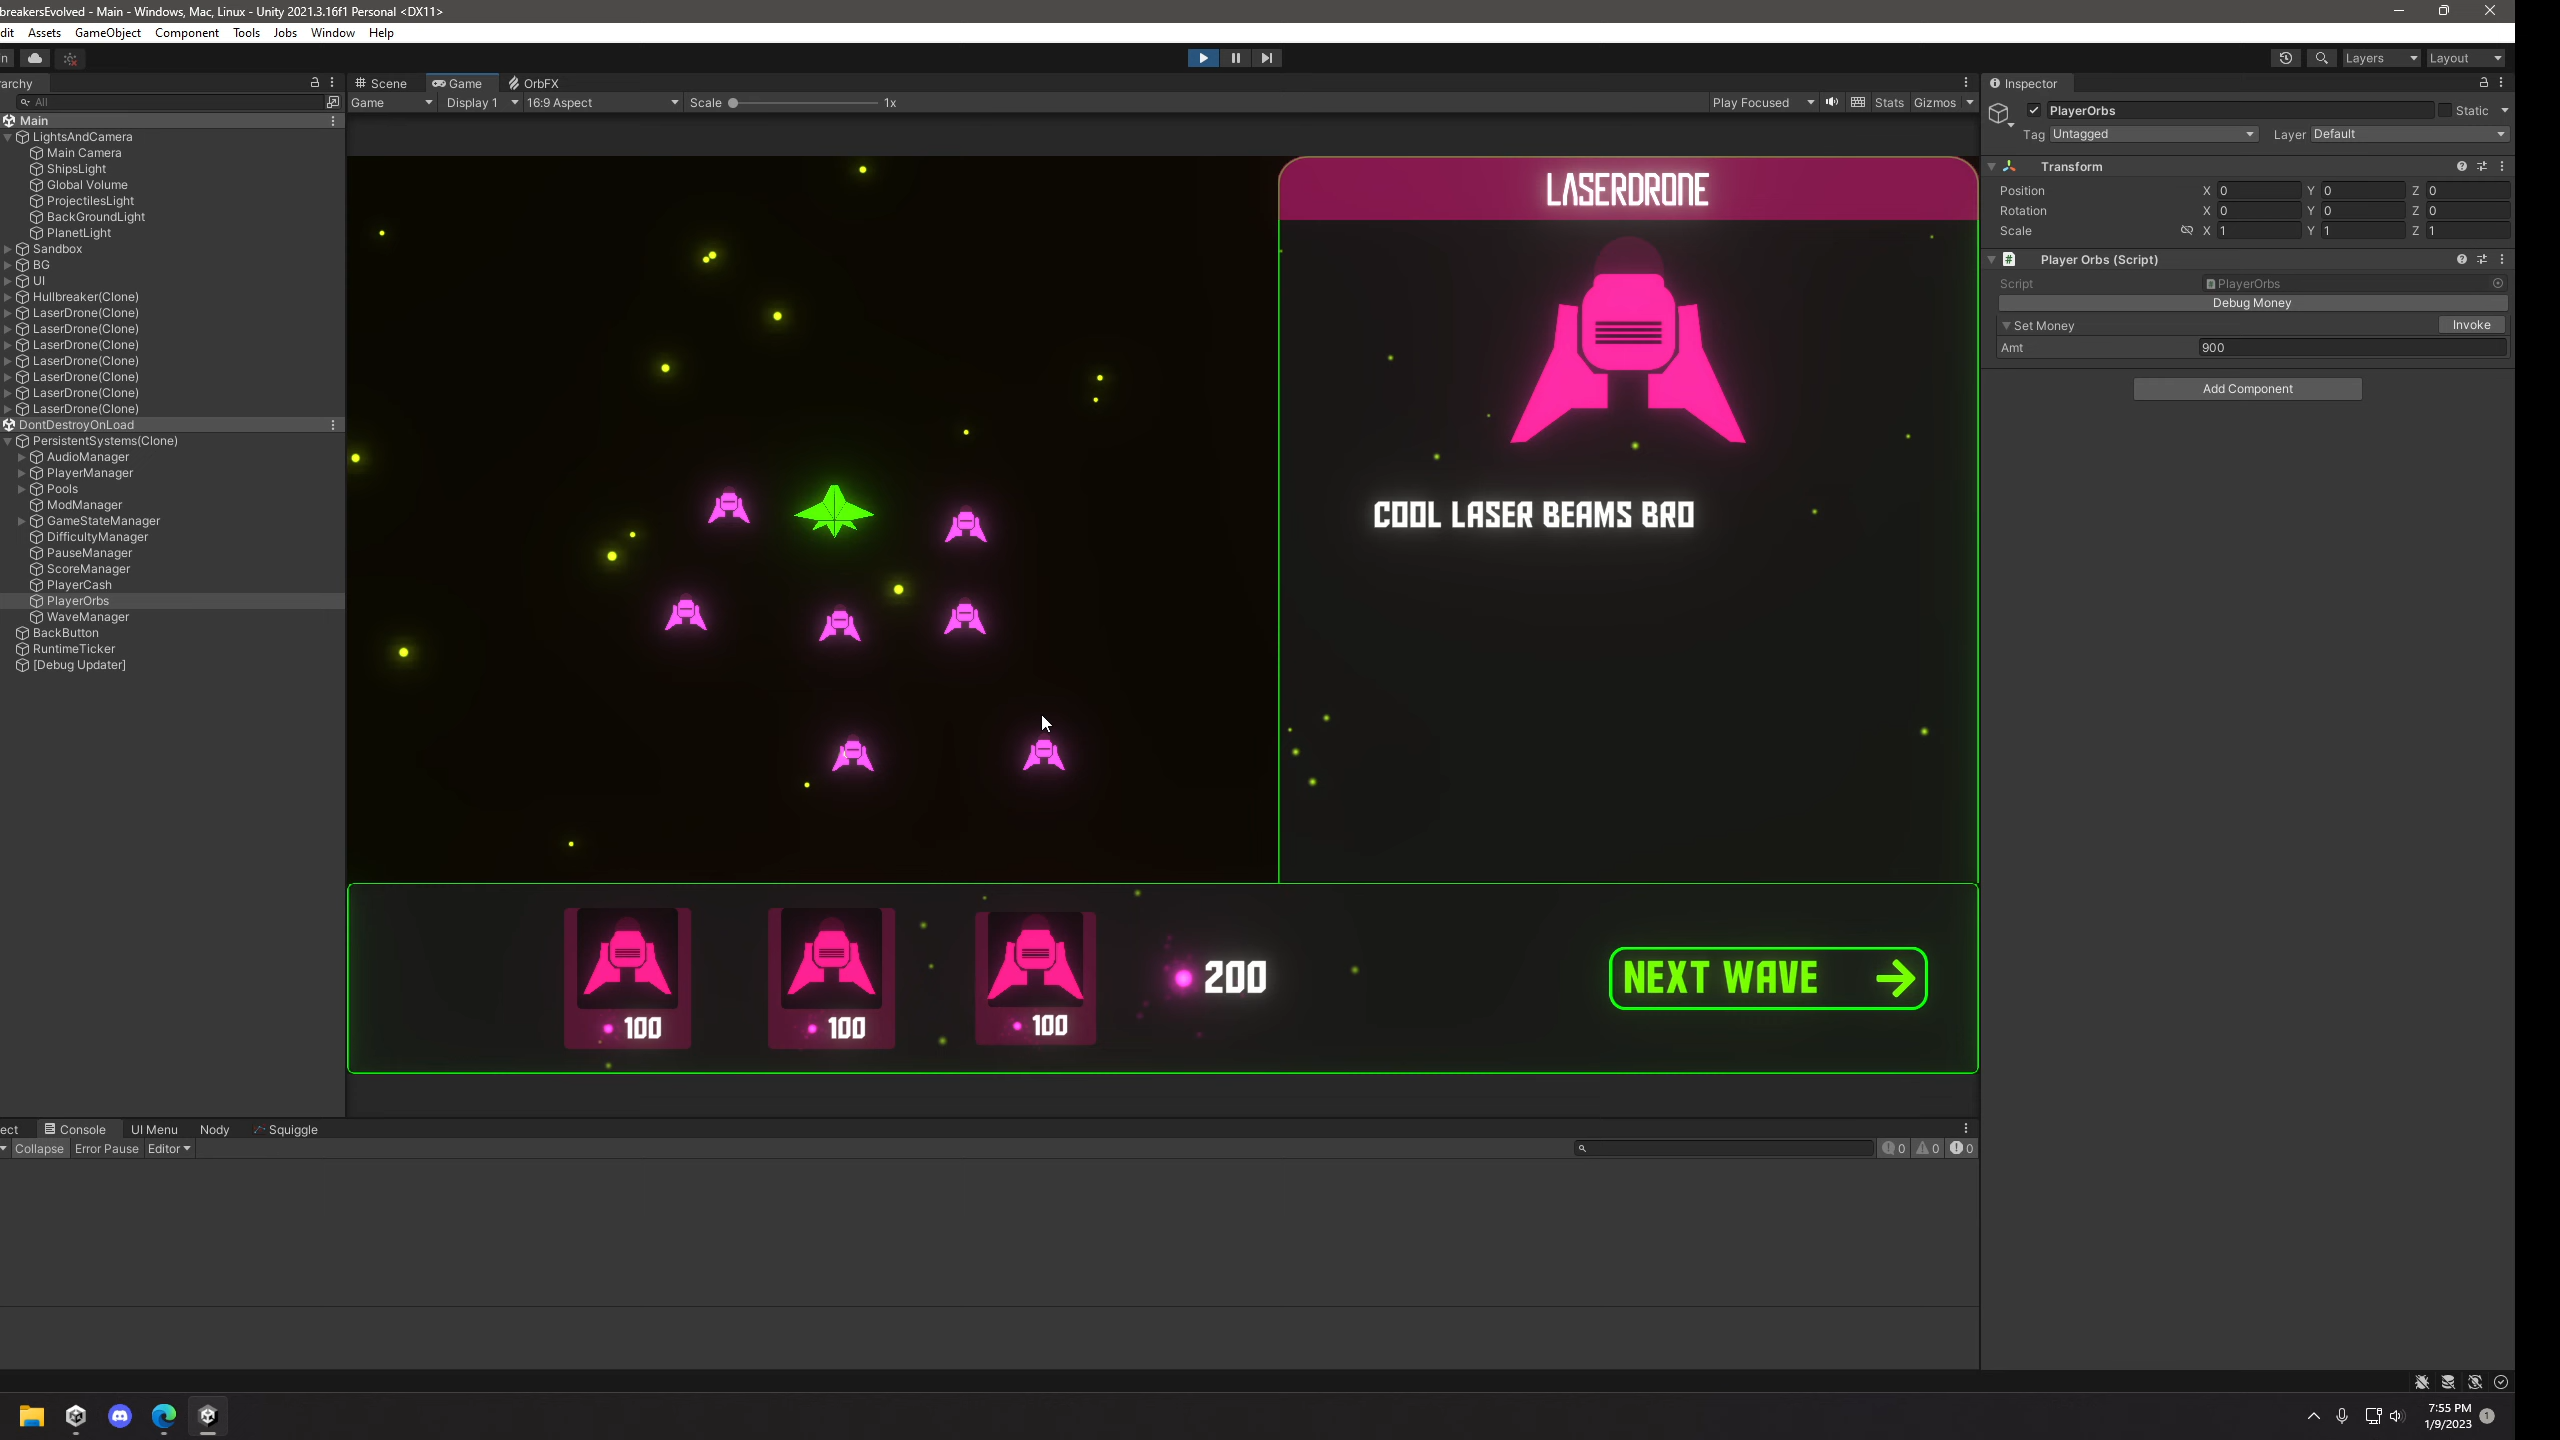 breakersEvolved - Main - Windows, Mac, Linux - Unity 2021.3.16f1 Personal <DX11>
dit Assets GameObject Component Tools Jobs Window Help
Layers Layout
archy
All
Scene Game OrbFX
Game Display 1 16:9 Aspect Scale 1x Play Focused Stats Gizmos
Main
LightsAndCamera
Main Camera
ShipsLight
Global Volume
ProjectilesLight
BackGroundLight
PlanetLight
Sandbox
BG
UI
Hullbreaker(Clone)
LaserDrone(Clone)
LaserDrone(Clone)
LaserDrone(Clone)
LaserDrone(Clone)
LaserDrone(Clone)
LaserDrone(Clone)
LaserDrone(Clone)
DontDestroyOnLoad
PersistentSystems(Clone)
AudioManager
PlayerManager
Pools
ModManager
GameStateManager
DifficultyManager
PauseManager
ScoreManager
PlayerCash
PlayerOrbs
WaveManager
BackButton
RuntimeTicker
[Debug Updater]
LASERDRONE
COOL LASER BEAMS BRO
100
100
100
200
NEXT WAVE
Inspector
PlayerOrbs Static
Tag Untagged Layer Default
Transform
Position X 0 Y 0 Z 0
Rotation X 0 Y 0 Z 0
Scale X 1 Y 1 Z 1
Player Orbs (Script)
Script PlayerOrbs
Debug Money
Set Money Invoke
Amt 900
Add Component
ect Console UI Menu Nody Squiggle
Collapse Error Pause Editor 0 0 0
7:55 PM
1/9/2023
1